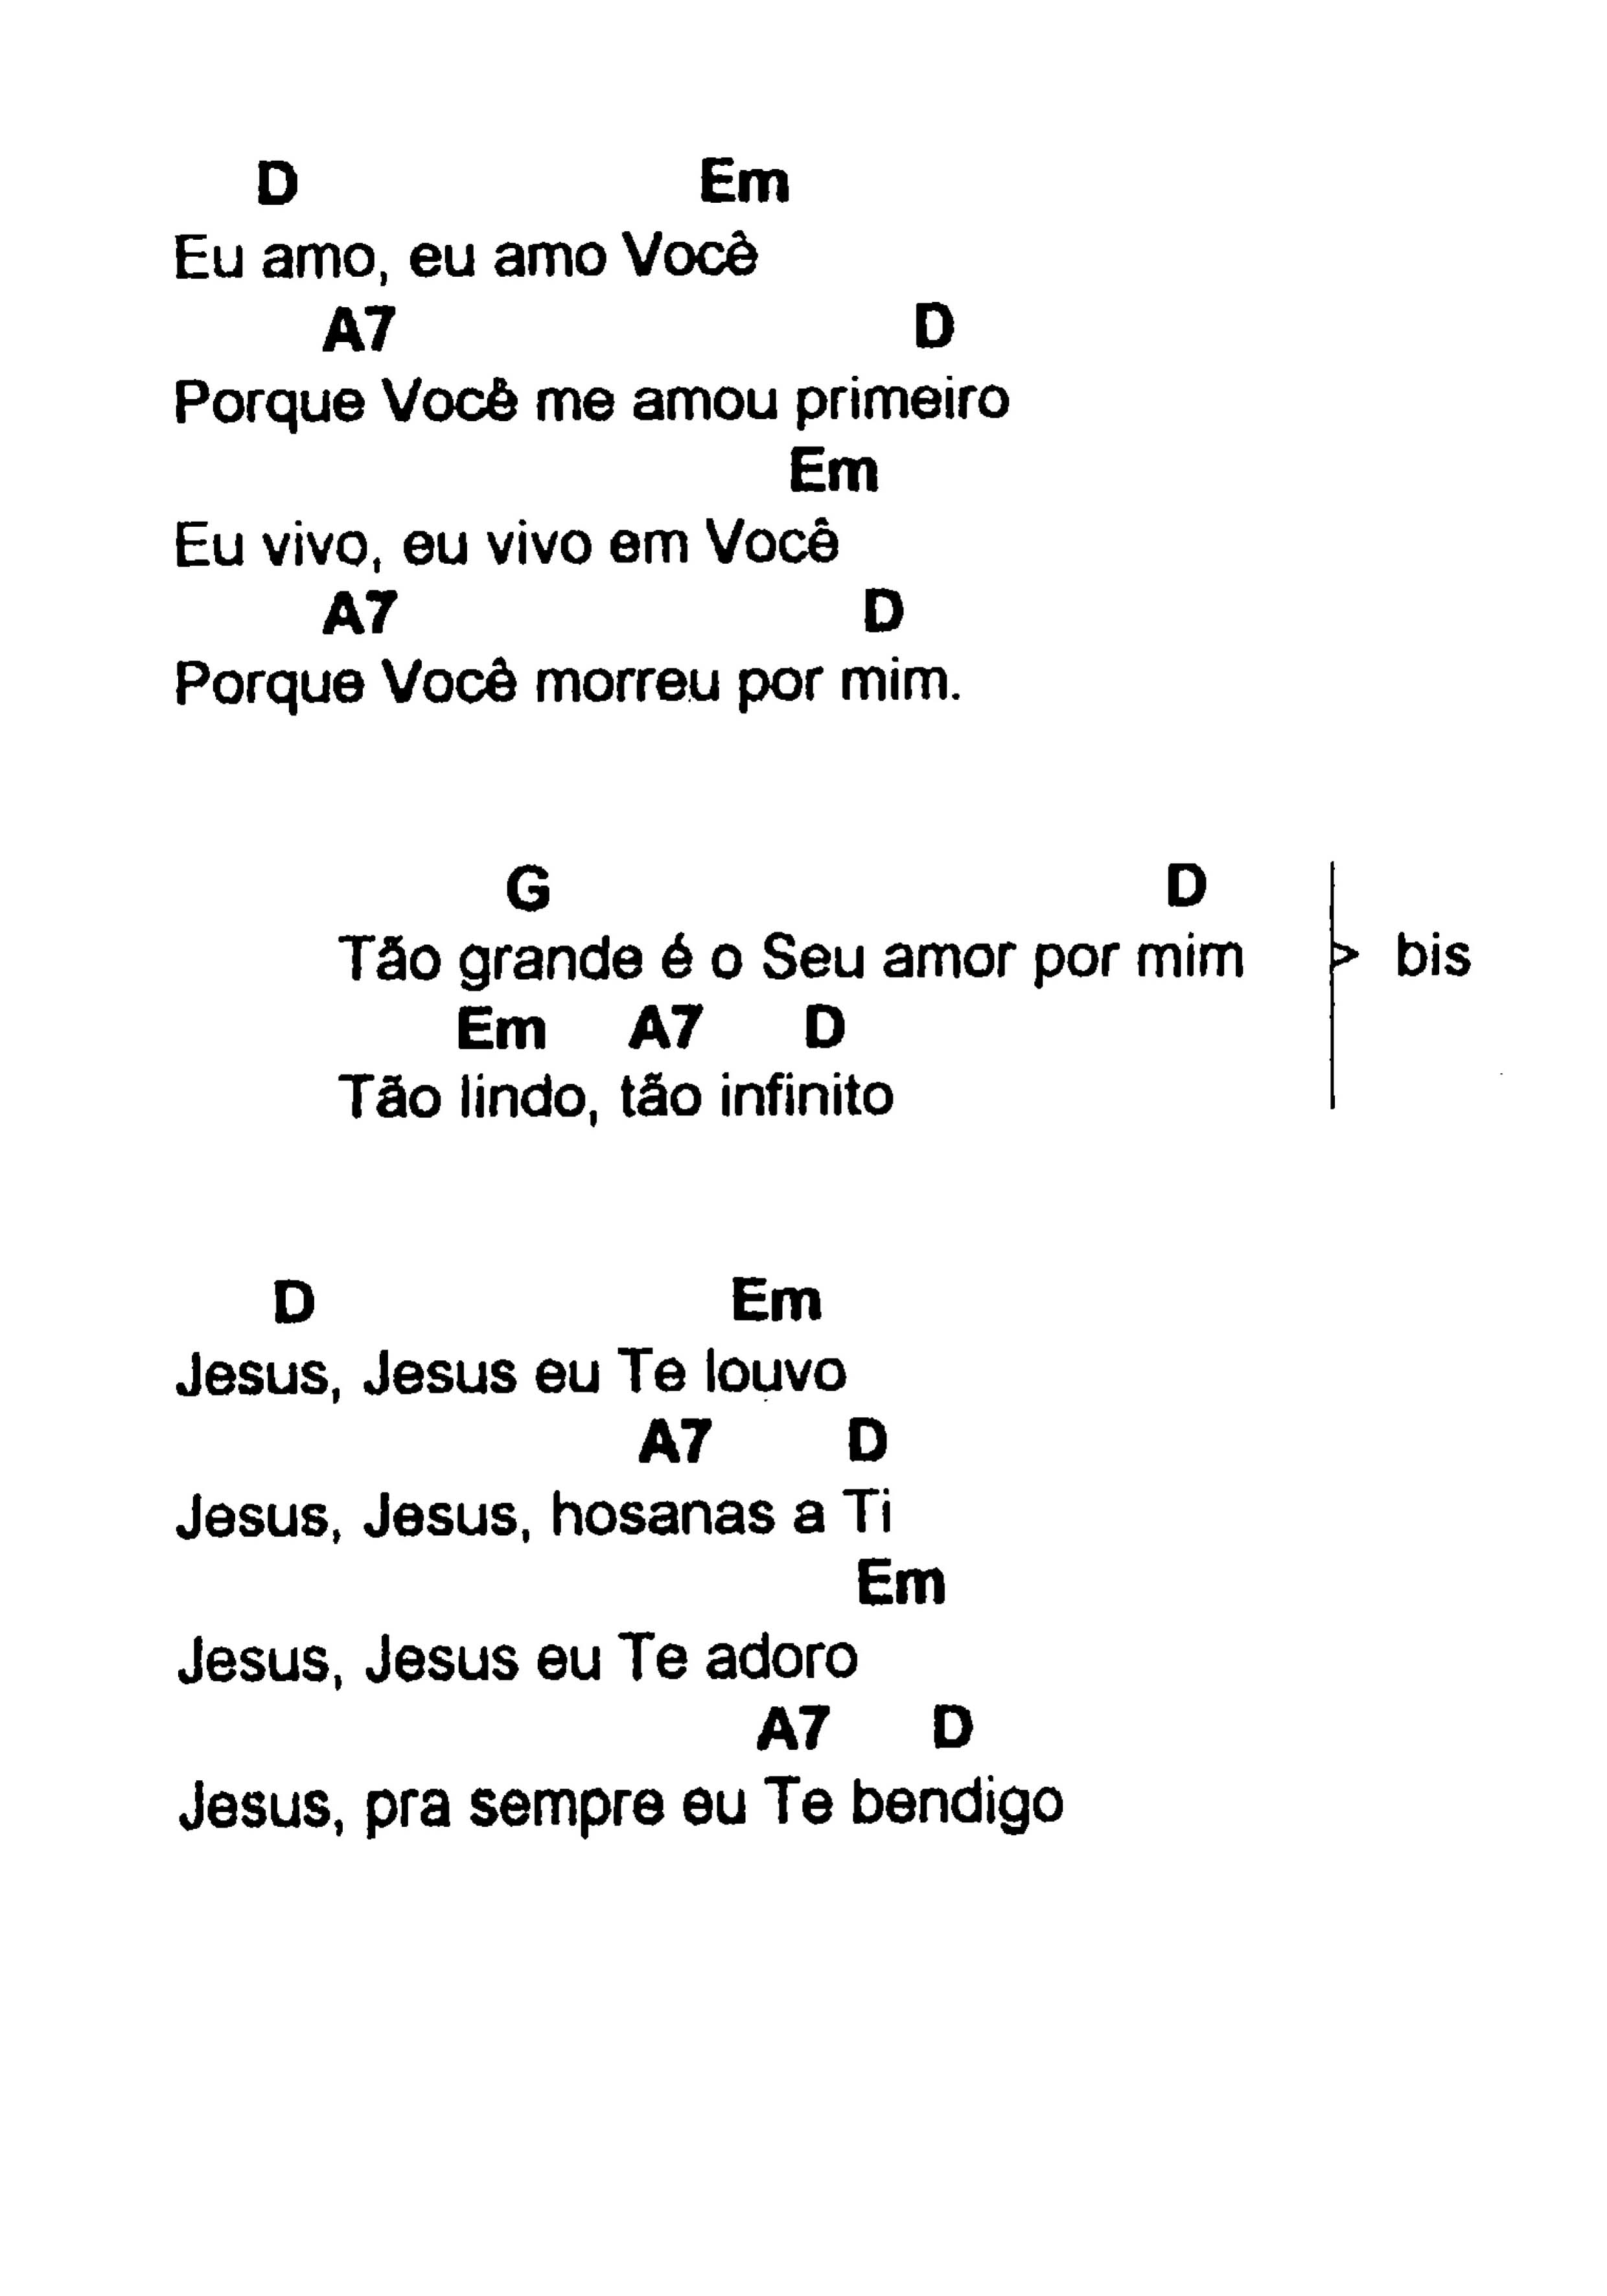 D Em
Eu amo, eu amo Você
A7 D
Porque Você me amou primeiro
Em
Eu vivo, eu vivo em Você
A7 D
Porque Você morreu por mim.
G D
Tão grande é o Seu amor por mim > bis
Em A7 D
Tão lindo, tão infinito
D Em
Jesus, Jesus eu Te louvo
A7 D
Jesus, Jesus, hosanas a Ti
Em
Jesus, Jesus eu Te adoro
A7 D
Jesus, pra sempre eu Te bendigo